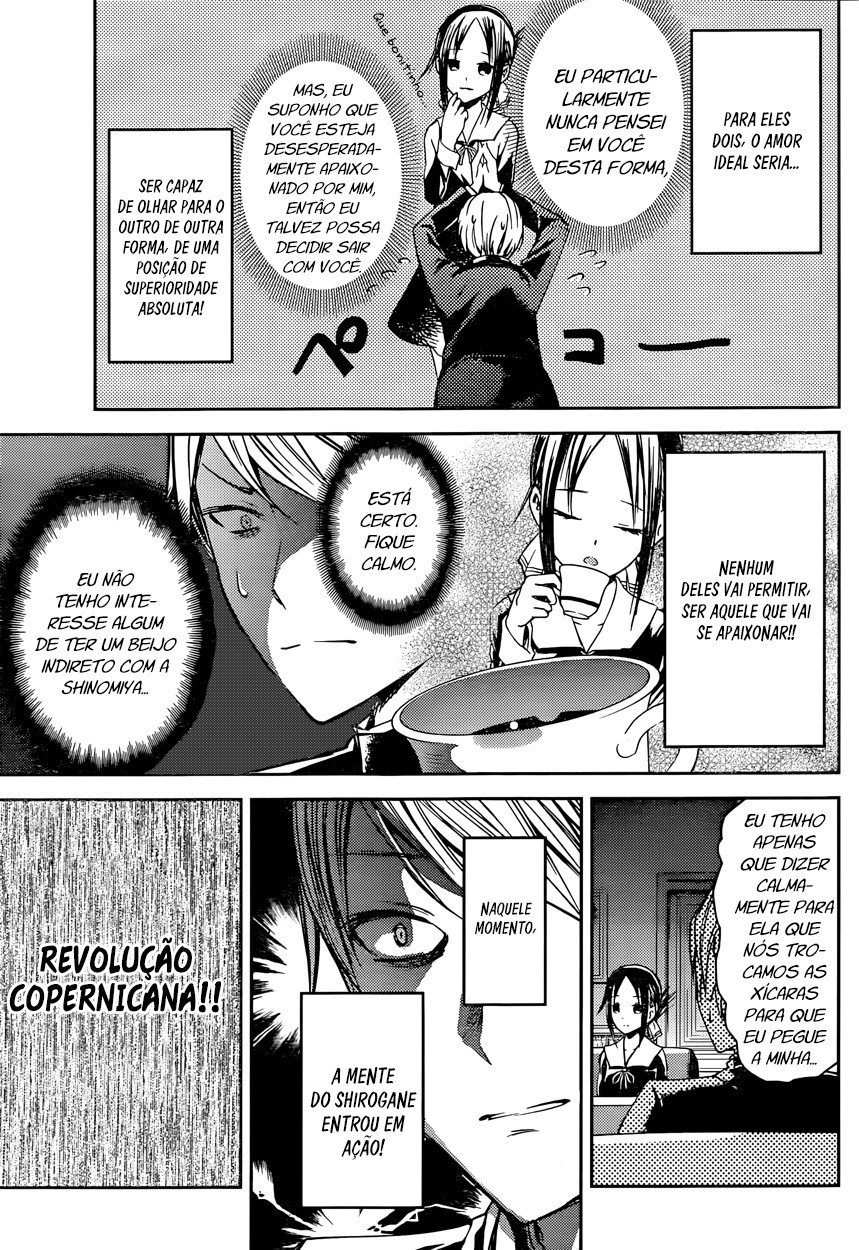 PARA ELES
DOIS, O AMOR
IDEAL SERIA...
EU PARTICU-
LARMENTE
NUNCA PENSEI
EM VOCÊ
DESTA FORMA,
Que bonitinho...
MAS, EU
SUPONHO QUE
VOCÊ ESTEJA
DESESPERADA-
MENTE APAIXO-
NADO POR MIM,
ENTÃO EU
TALVEZ POSSA
DECIDIR SAIR
COM VOCÊ.
SER CAPAZ
DE OLHAR PARA O
OUTRO DE OUTRA
FORMA, DE UMA
POSIÇÃO DE
SUPERIORIDADE
ABSOLUTA!
ペコー
NENHUM
DELES VAI PERMITIR,
SER AQUELE QUE VAI
SE APAIXONAR!!
ESTÁ
CERTO.
FIQUE
CALMO.
EU NÃO
TENHO INTE-
RESSE ALGUM
DE TER UM BEIJO
INDIRETO COM A
SHINOMIYA...
EU TENHO
APENAS
QUE DIZER
CALMA-
MENTE PARA
ELA QUE
NÓS TRO-
CAMOS AS
XÍCARAS
PARA QUE
EU PEGUE
A MINHA...
NAQUELE
MOMENTO,
A MENTE
DO SHIROGANE
ENTROU EM
AÇÃO!
REVOLUÇÃO
COPERNICANA!!